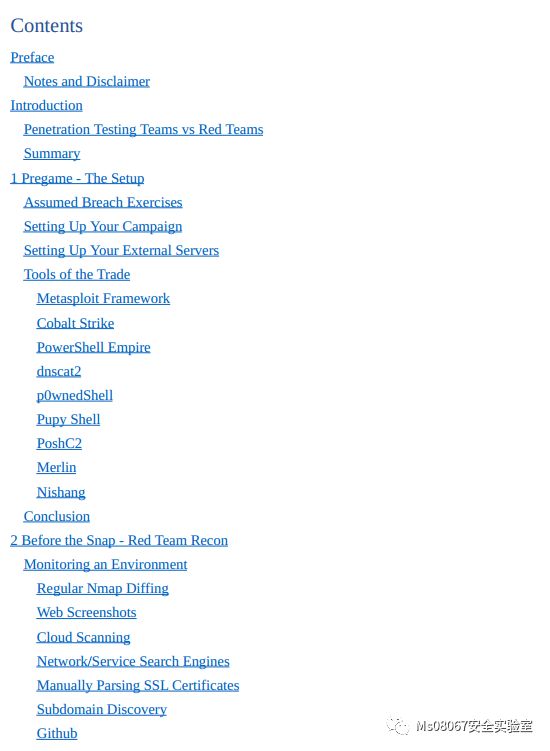 Contents
Preface
Notes and Disclaimer
Introduction
Penetration Testing Teams vs Red Teams
Summary
1 Pregame - The Setup
Assumed Breach Exercises
Setting Up Your Campaign
Setting Up Your External Servers
Tools of the Trade
Metasploit Framework
Cobalt Strike
PowerShell Empire
dnscat2
p0wnedShell
Pupy Shell
PoshC2
Merlin
Nishang
Conclusion
2 Before the Snap - Red Team Recon
Monitoring an Environment
Regular Nmap Diffing
Web Screenshots
Cloud Scanning
Network/Service Search Engines
Manually Parsing SSL Certificates
Subdomain Discovery
Github
Ms08067安全实验室